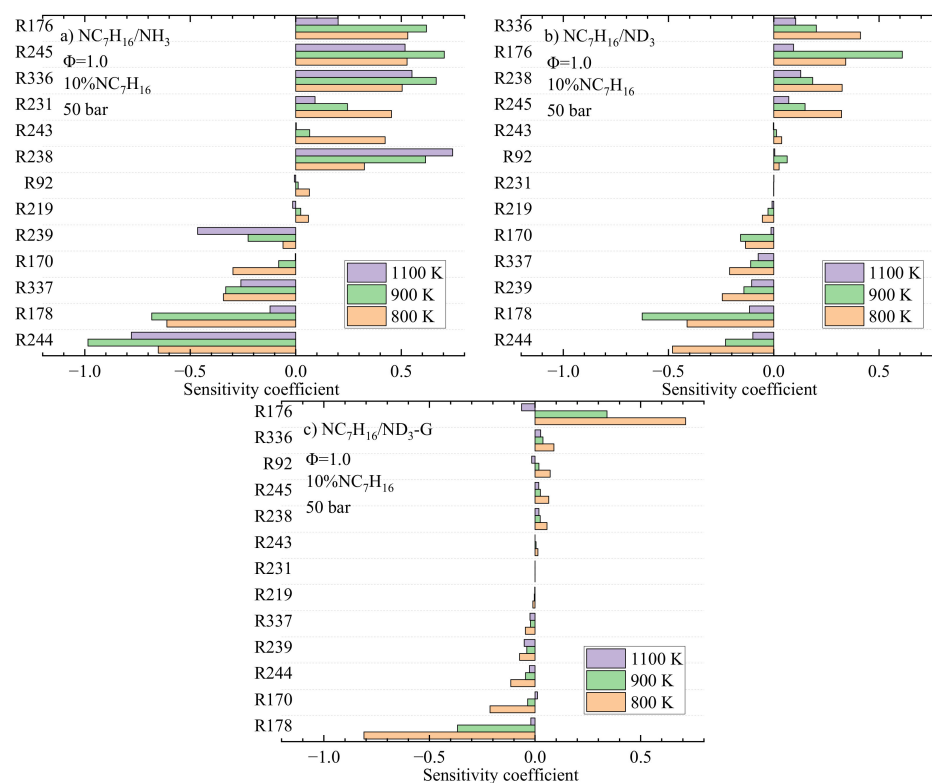 R176
R245
R336
R231
R243
R238
R92
R219
R239
R170
R337
R178
R244
a) NC₇H₁₆/NH₃
Φ=1.0
10%NC₇H₁₆
50 bar
1100 K
900 K
800 K
−1.0 −0.5 0.0 0.5
Sensitivity coefficient
R336
R176
R238
R245
R243
R92
R231
R219
R170
R337
R239
R178
R244
b) NC₇H₁₆/ND₃
Φ=1.0
10%NC₇H₁₆
50 bar
1100 K
900 K
800 K
−1.0 −0.5 0.0 0.5
Sensitivity coefficient
R176
R336
R92
R245
R238
R243
R231
R219
R337
R239
R244
R170
R178
c) NC₇H₁₆/ND₃-G
Φ=1.0
10%NC₇H₁₆
50 bar
1100 K
900 K
800 K
−1.0 −0.5 0.0 0.5
Sensitivity coefficient